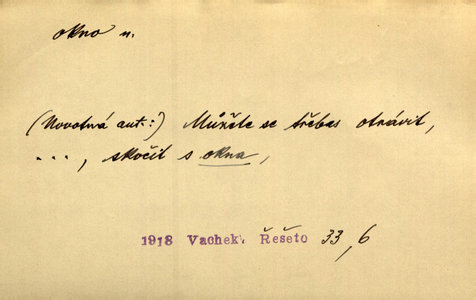 okno n.
(Novotná aut.:) Můžete se třebas otrávit,
..., skočit s okna,
1918 Vachek: Řešeto 33,6